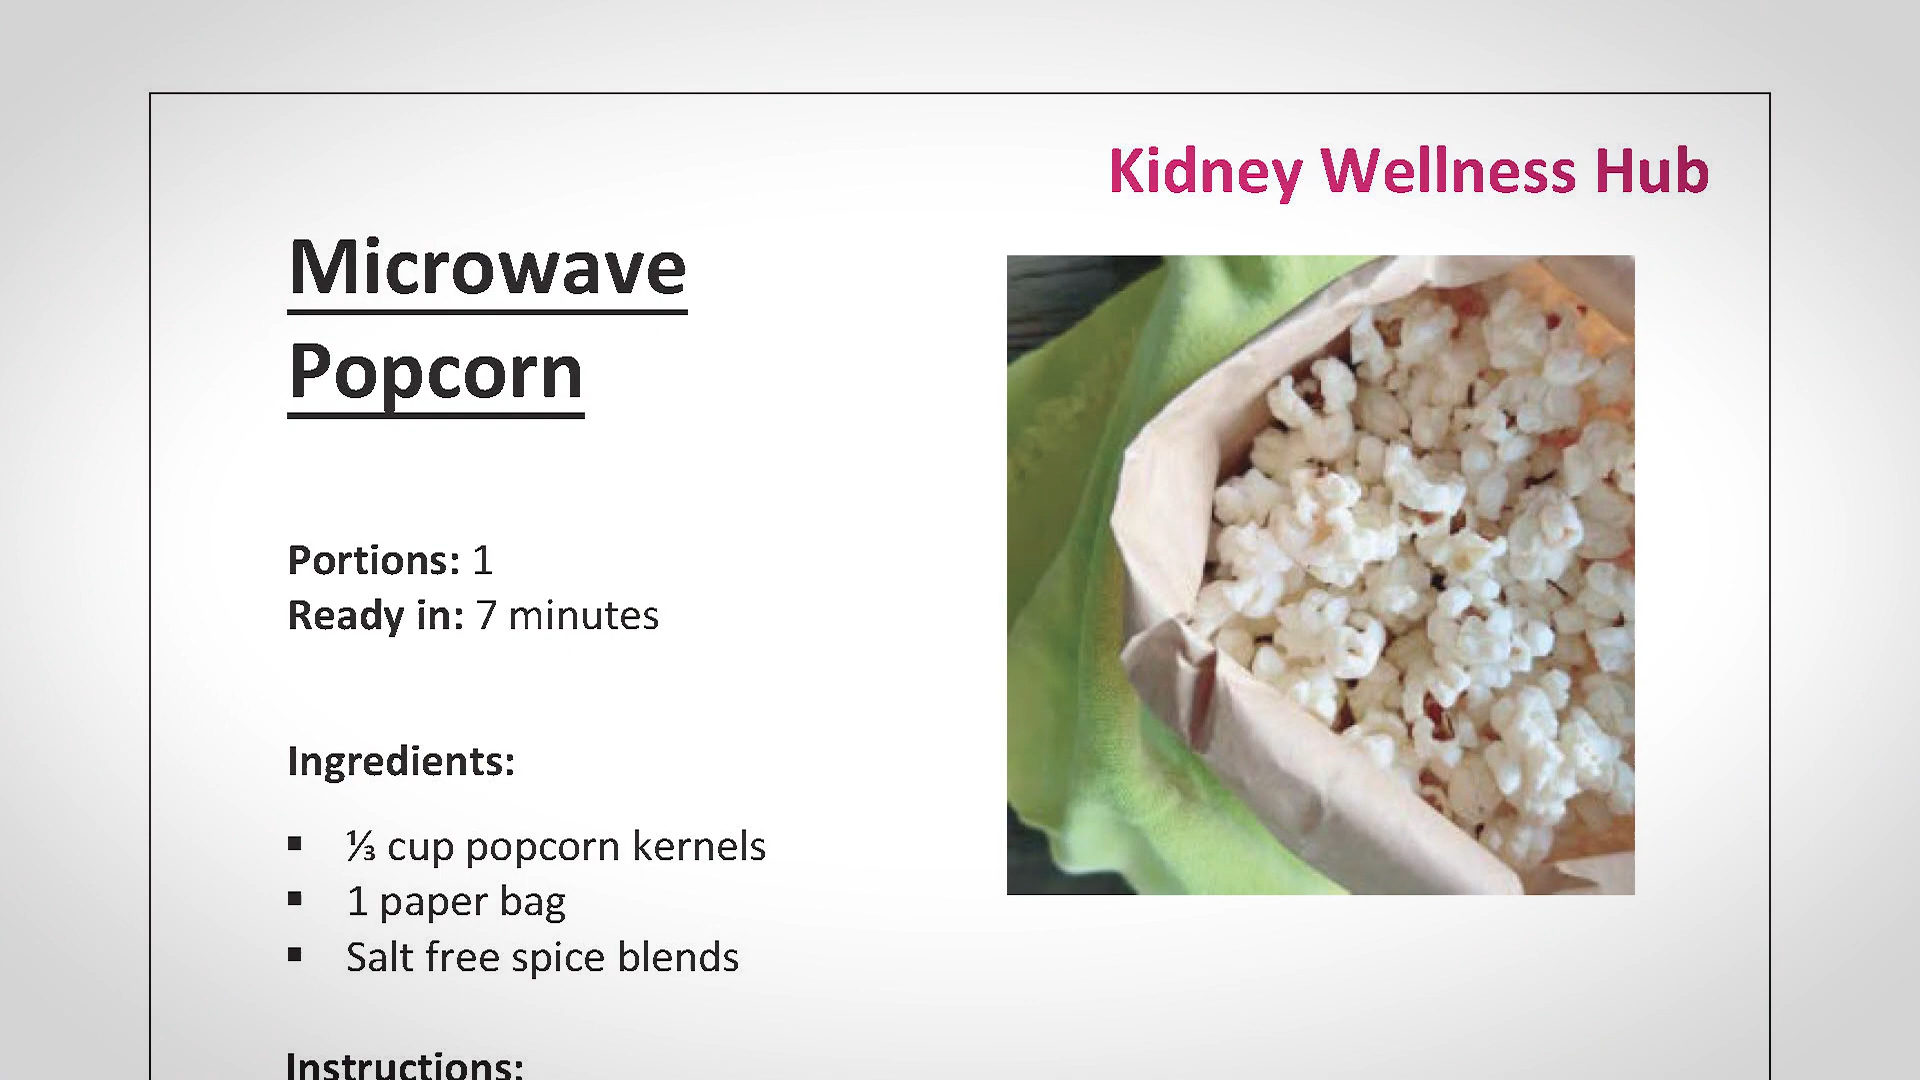 Kidney Wellness Hub
Microwave
Popcorn
Portions: 1
Ready in: 7 minutes
Ingredients:
▪ ⅓ cup popcorn kernels
▪ 1 paper bag
▪ Salt free spice blends
Instructions: